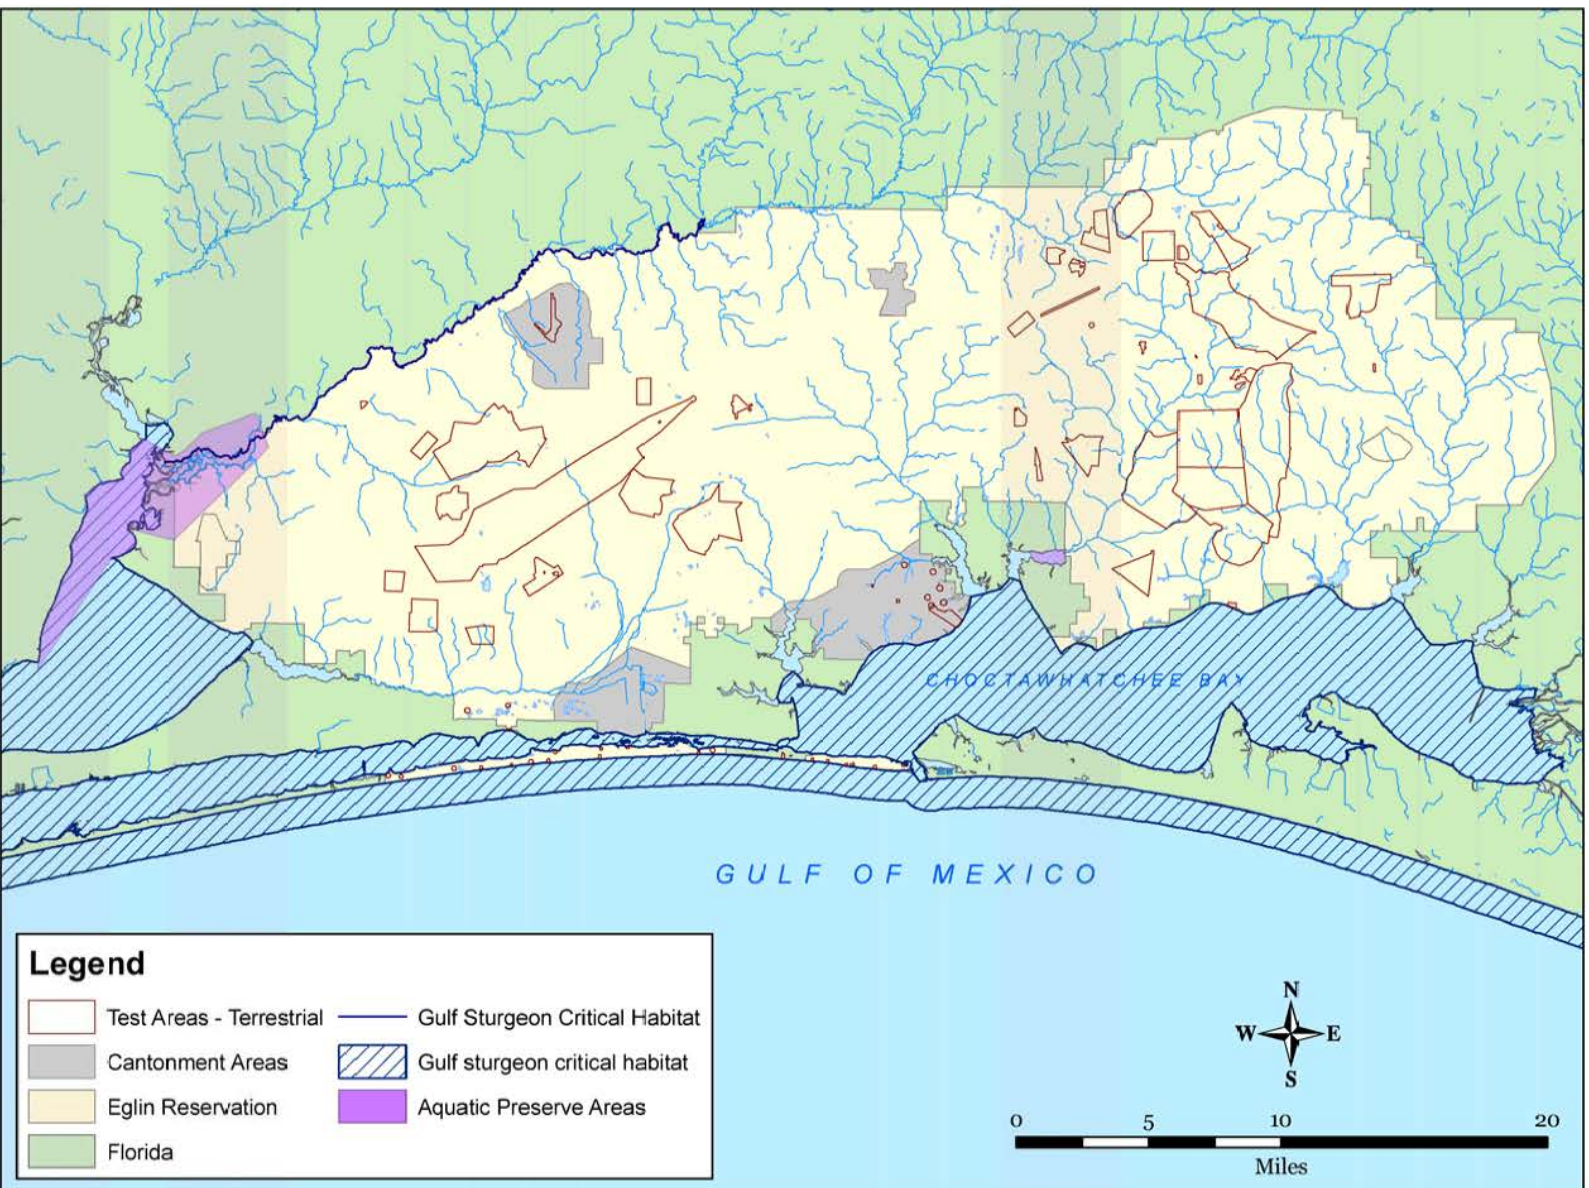 CHOCTAWHATCHEE BAY
GULF OF MEXICO
Legend
Test Areas - Terrestrial
Gulf Sturgeon Critical Habitat
Cantonment Areas
Gulf sturgeon critical habitat
Eglin Reservation
Aquatic Preserve Areas
Florida
N
W E
S
0 5 10 20
Miles